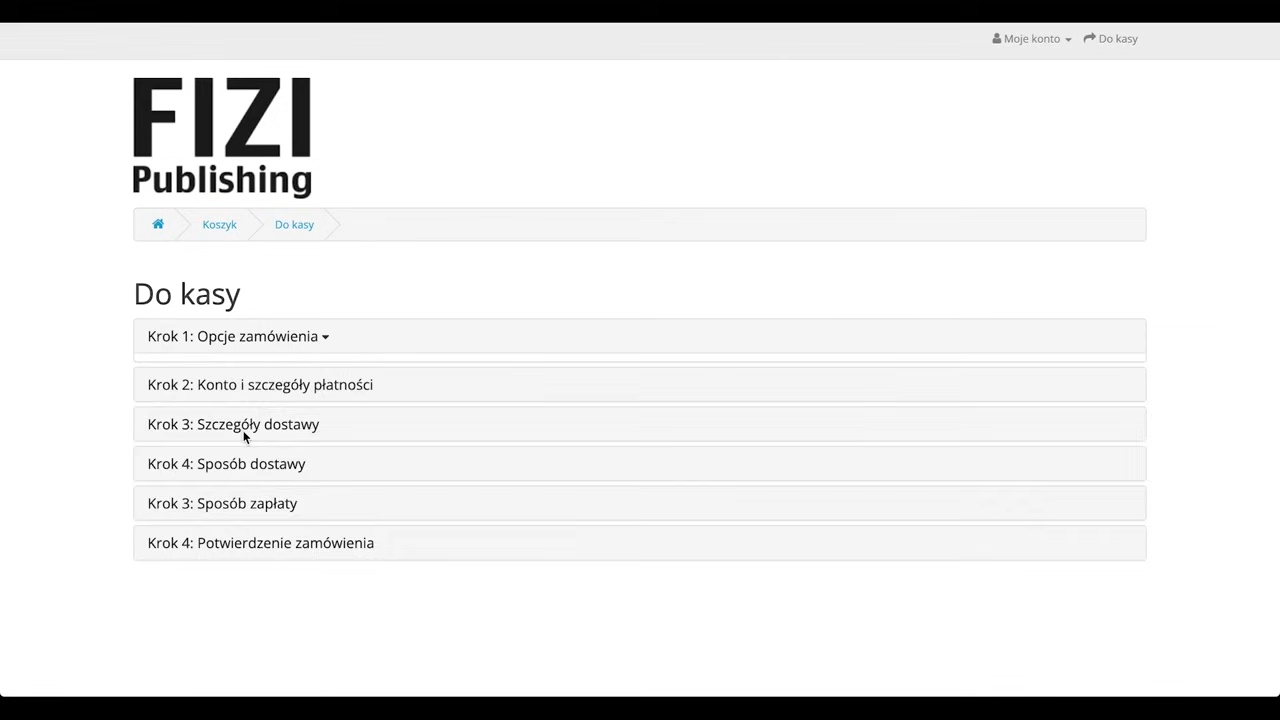 Moje konto Do kasy
FIZI
Publishing
Koszyk Do kasy
Do kasy
Krok 1: Opcje zamówienia
Krok 2: Konto i szczegóły płatności
Krok 3: Szczegóły dostawy
Krok 4: Sposób dostawy
Krok 3: Sposób zapłaty
Krok 4: Potwierdzenie zamówienia